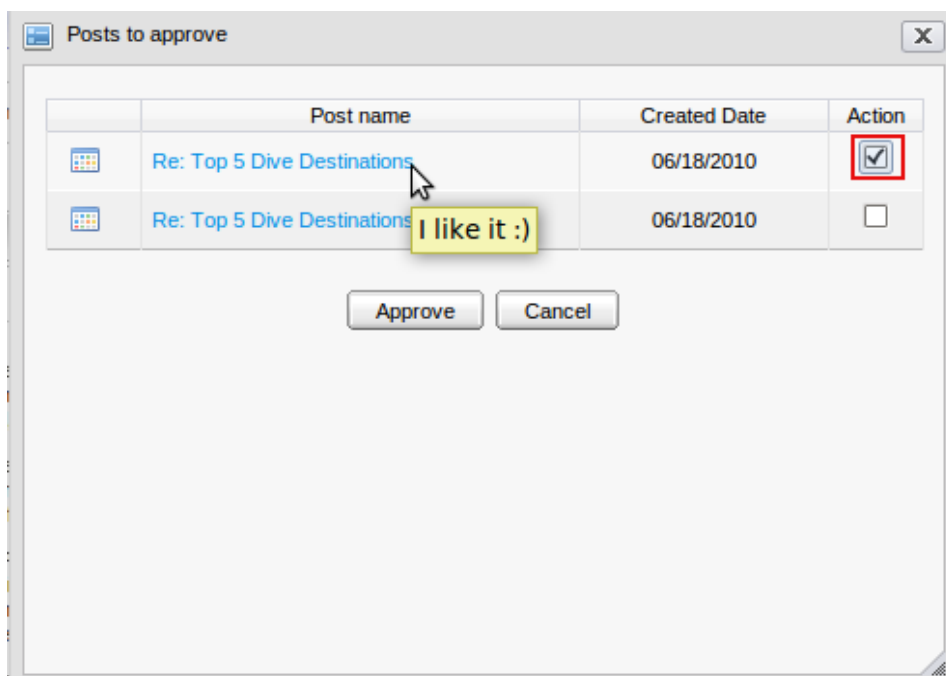 Posts to approve
Post name Created Date Action
Re: Top 5 Dive Destinations 06/18/2010
Re: Top 5 Dive Destinations 06/18/2010
I like it :)
Approve Cancel